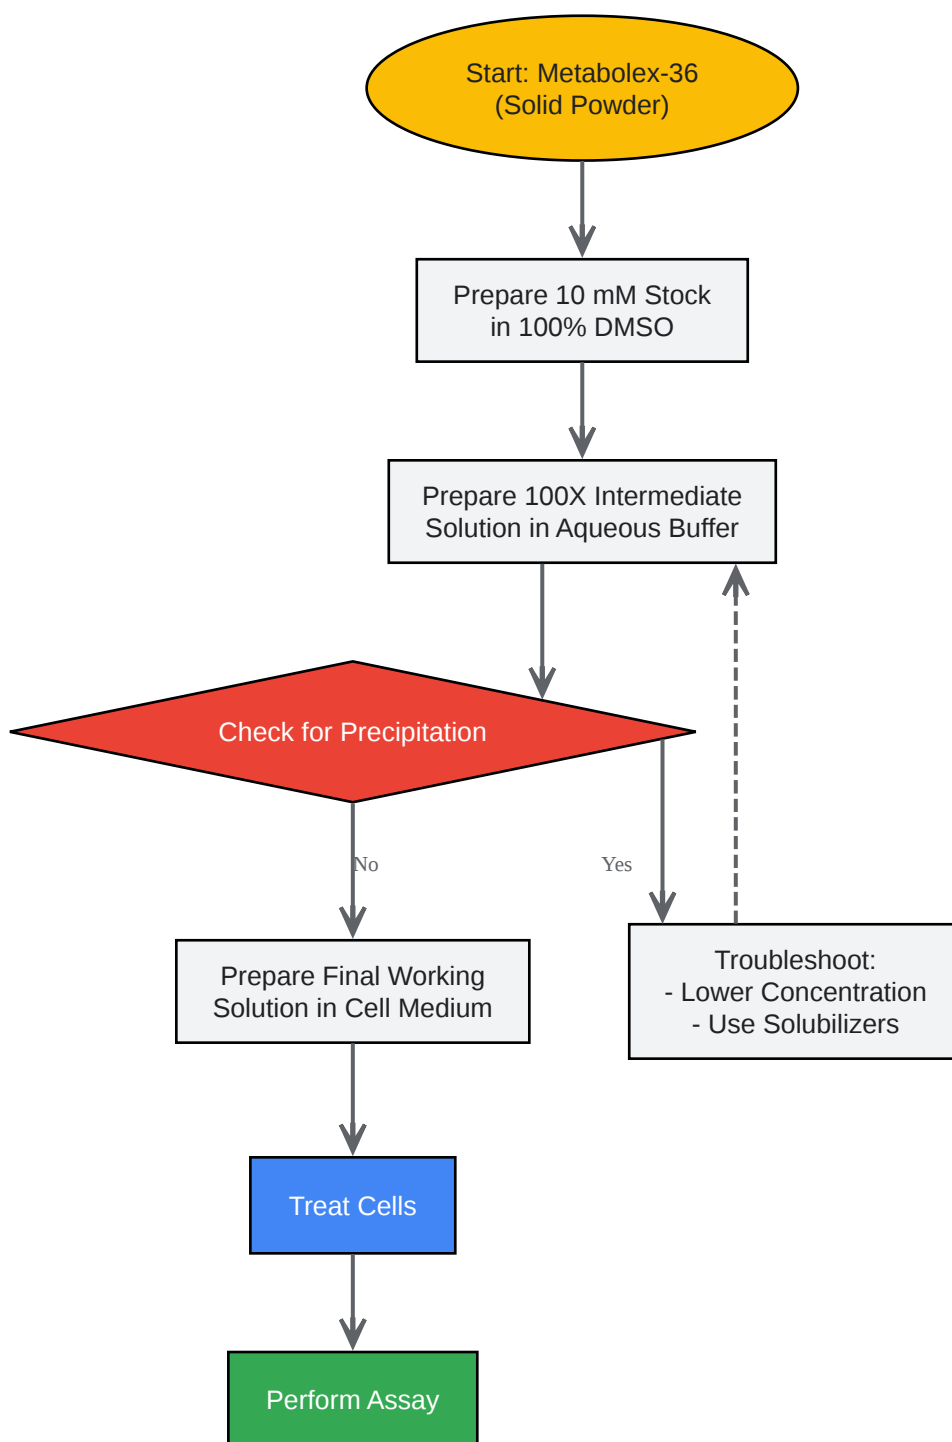 Start: Metabolex-36
(Solid Powder)
Prepare 10 mM Stock
in 100% DMSO
Prepare 100X Intermediate
Solution in Aqueous Buffer
Check for Precipitation
No
Yes
Prepare Final Working
Solution in Cell Medium
Troubleshoot:
- Lower Concentration
- Use Solubilizers
Treat Cells
Perform Assay